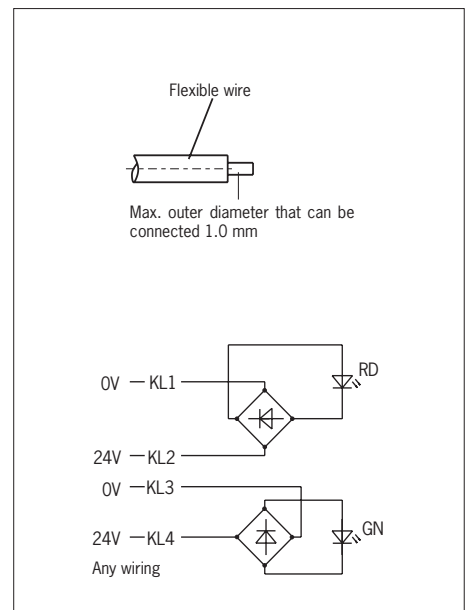 Flexible wire
Max. outer diameter that can be
connected 1.0 mm
RD
0V — KL1
24V — KL2
0V — KL3
GN
24V — KL4
Any wiring